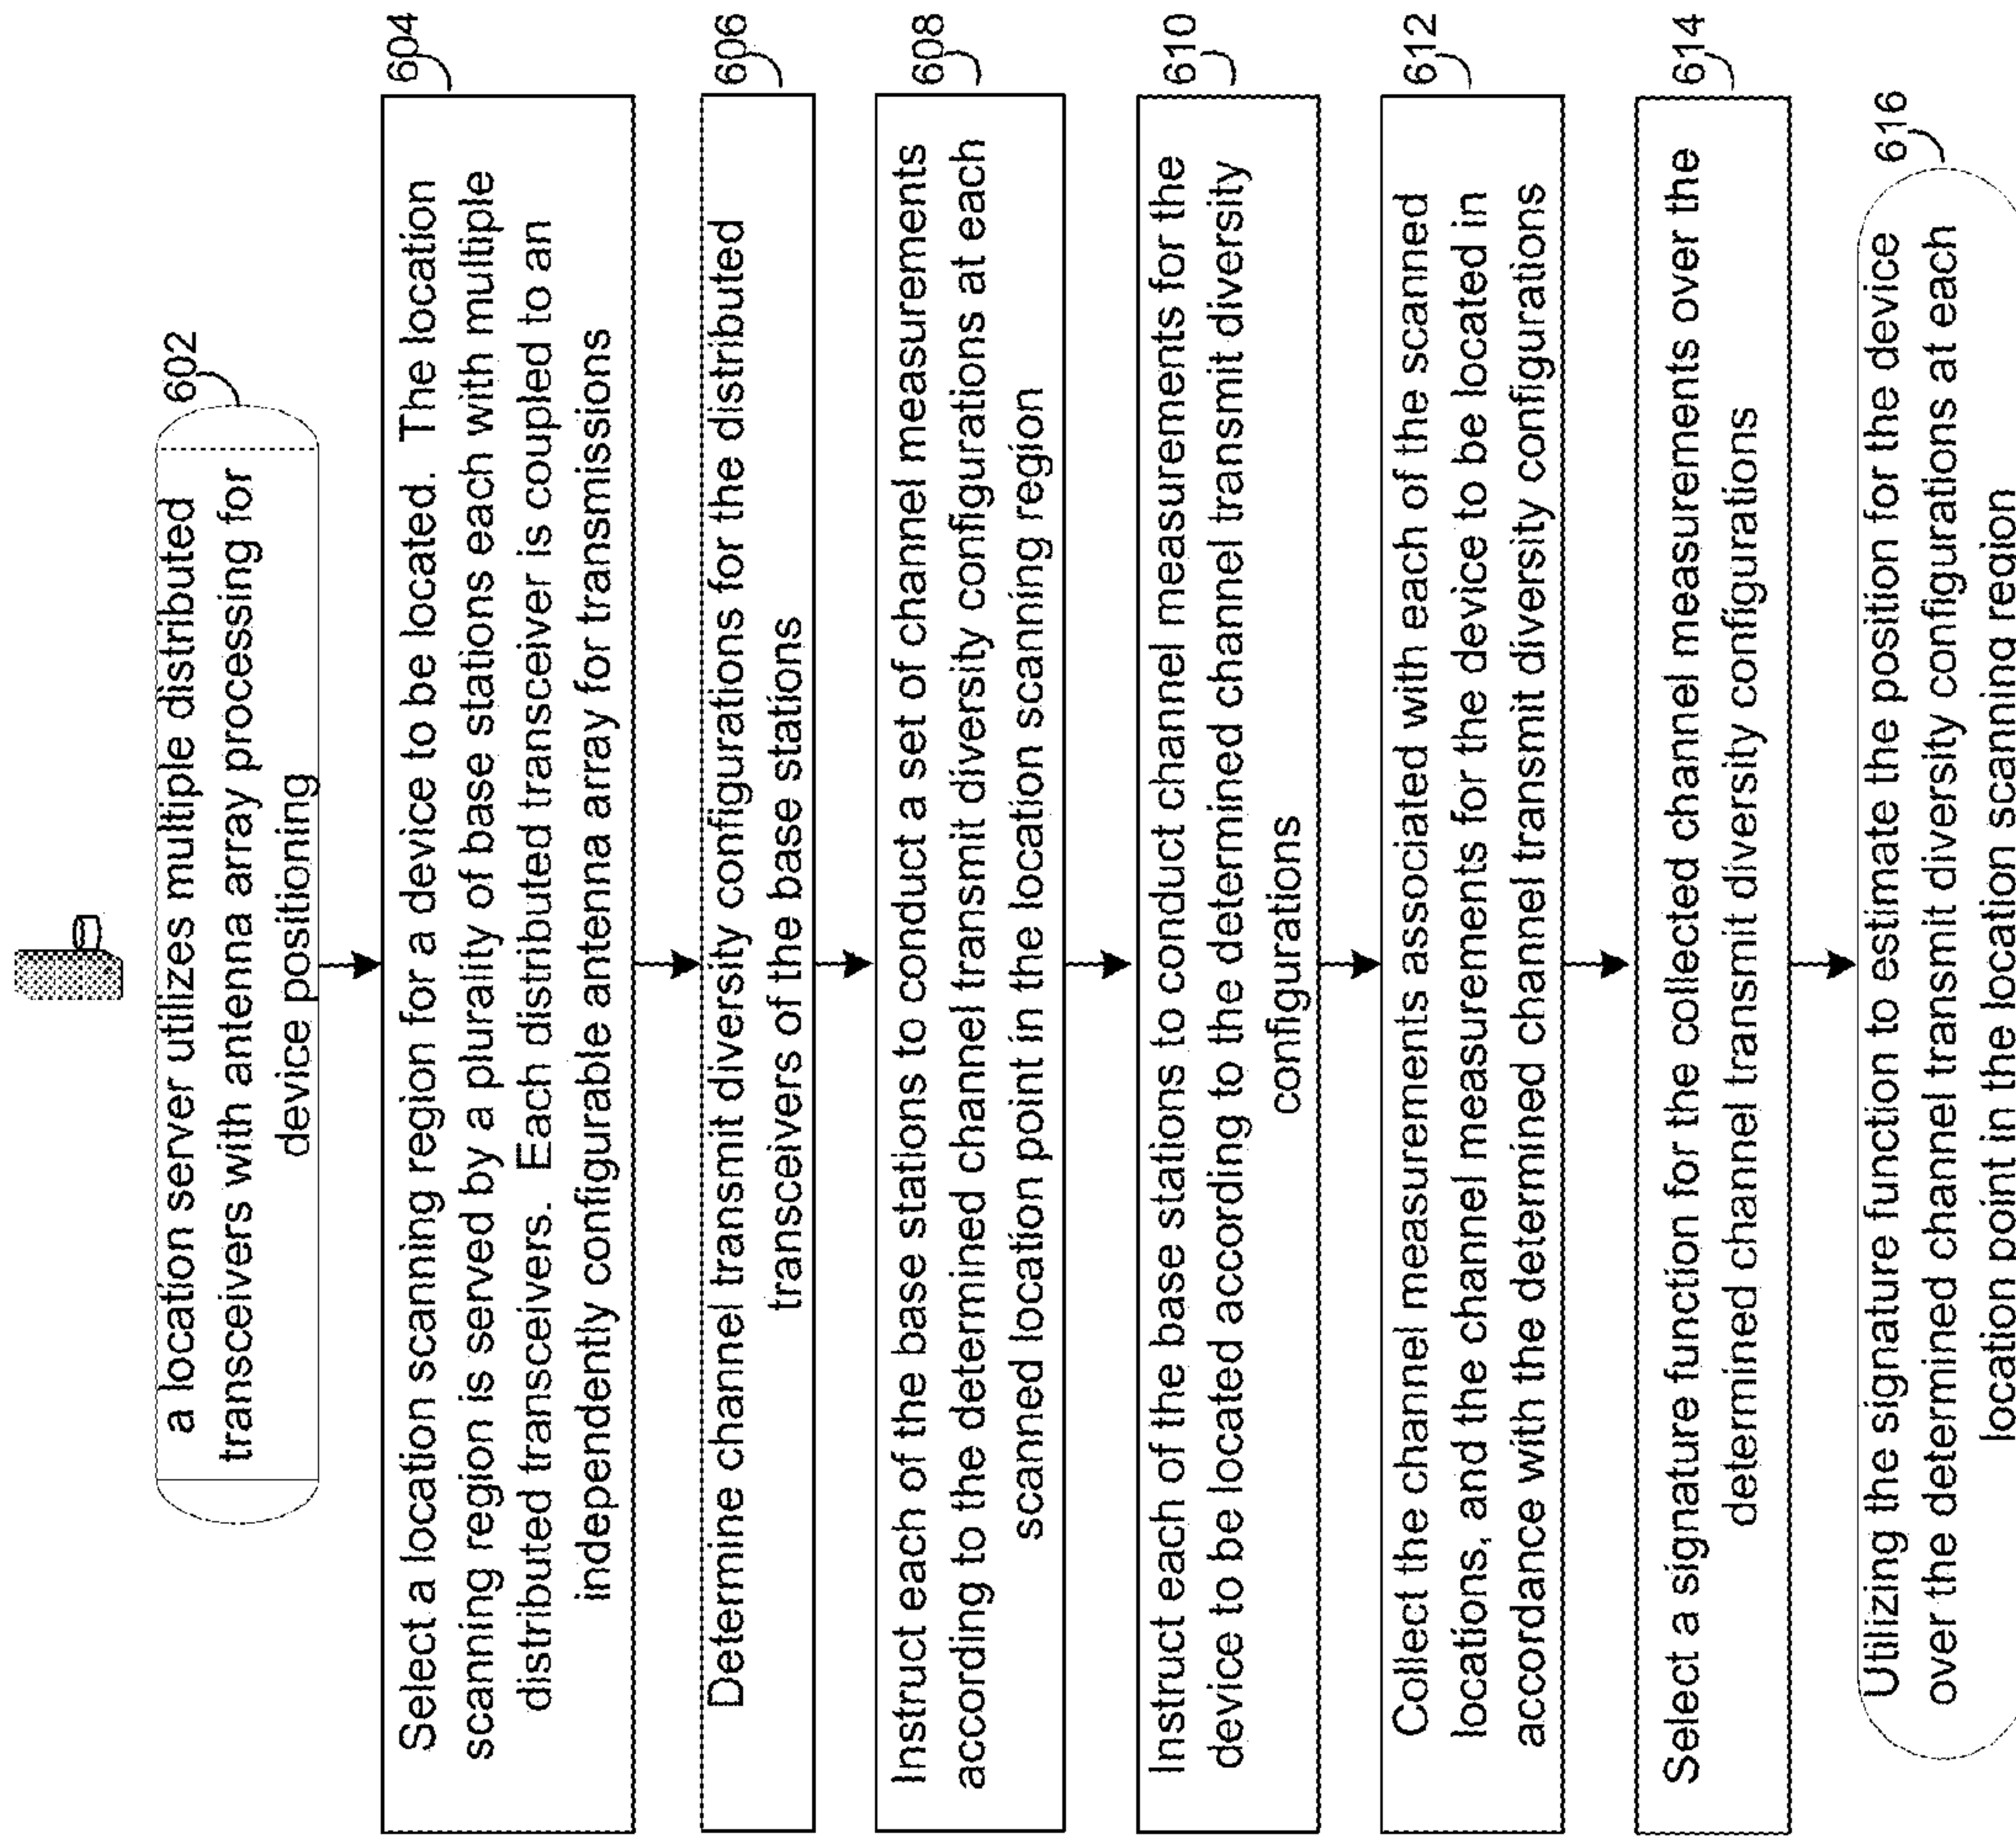 602
a location server utilizes multiple distributed
transceivers with antenna array processing for
device positioning
604
Select a location scanning region for a device to be located. The location
scanning region is served by a plurality of base stations each with multiple
distributed transceivers. Each distributed transceiver is coupled to an
independently configurable antenna array for transmissions
606
Determine channel transmit diversity configurations for the distributed
transceivers of the base stations
608
Instruct each of the base stations to conduct a set of channel measurements
according to the determined channel transmit diversity configurations at each
scanned location point in the location scanning region
610
Instruct each of the base stations to conduct channel measurements for the
device to be located according to the determined channel transmit diversity
configurations
612
Collect the channel measurements associated with each of the scanned
locations, and the channel measurements for the device to be located in
accordance with the determined channel transmit diversity configurations
614
Select a signature function for the collected channel measurements over the
determined channel transmit diversity configurations
616
Utilizing the signature function to estimate the position for the device
over the determined channel transmit diversity configurations at each
location point in the location scanning region